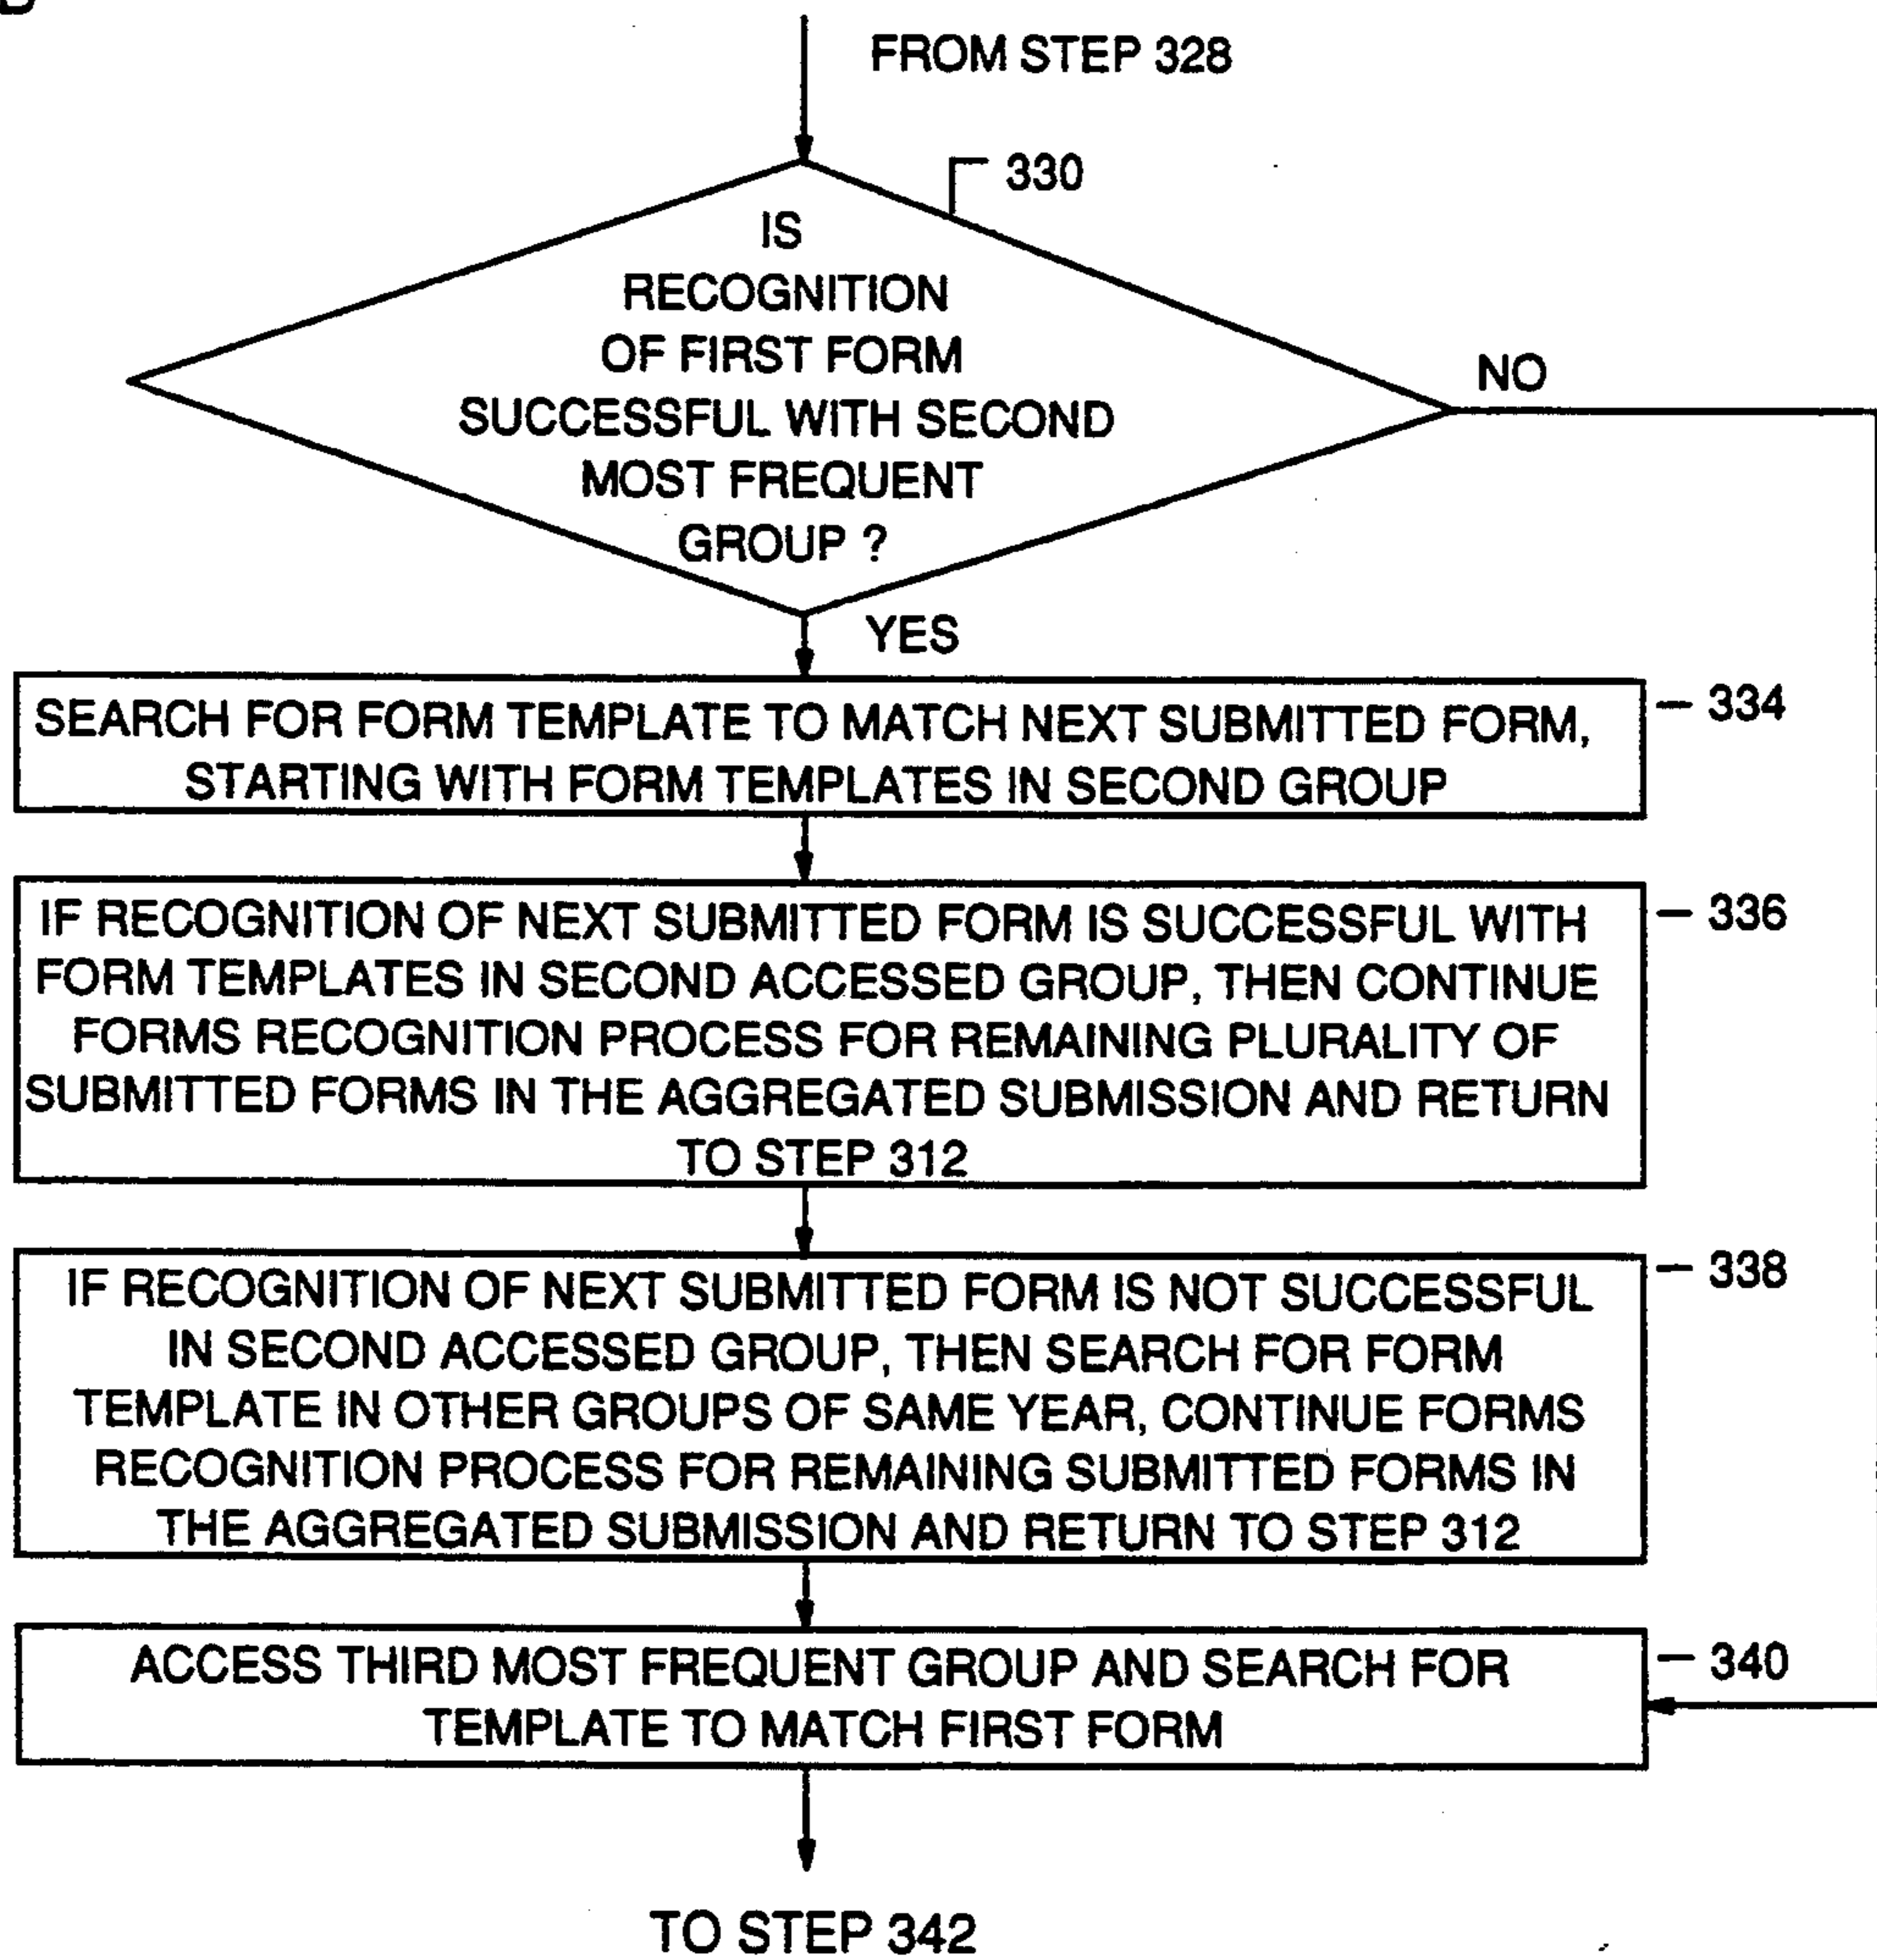 FROM STEP 328
330
IS
RECOGNITION
OF FIRST FORM
SUCCESSFUL WITH SECOND
MOST FREQUENT
GROUP ?
NO
YES
SEARCH FOR FORM TEMPLATE TO MATCH NEXT SUBMITTED FORM,
STARTING WITH FORM TEMPLATES IN SECOND GROUP
334
IF RECOGNITION OF NEXT SUBMITTED FORM IS SUCCESSFUL WITH
FORM TEMPLATES IN SECOND ACCESSED GROUP, THEN CONTINUE
FORMS RECOGNITION PROCESS FOR REMAINING PLURALITY OF
SUBMITTED FORMS IN THE AGGREGATED SUBMISSION AND RETURN
TO STEP 312
336
IF RECOGNITION OF NEXT SUBMITTED FORM IS NOT SUCCESSFUL
IN SECOND ACCESSED GROUP, THEN SEARCH FOR FORM
TEMPLATE IN OTHER GROUPS OF SAME YEAR, CONTINUE FORMS
RECOGNITION PROCESS FOR REMAINING SUBMITTED FORMS IN
THE AGGREGATED SUBMISSION AND RETURN TO STEP 312
338
ACCESS THIRD MOST FREQUENT GROUP AND SEARCH FOR
TEMPLATE TO MATCH FIRST FORM
340
TO STEP 342